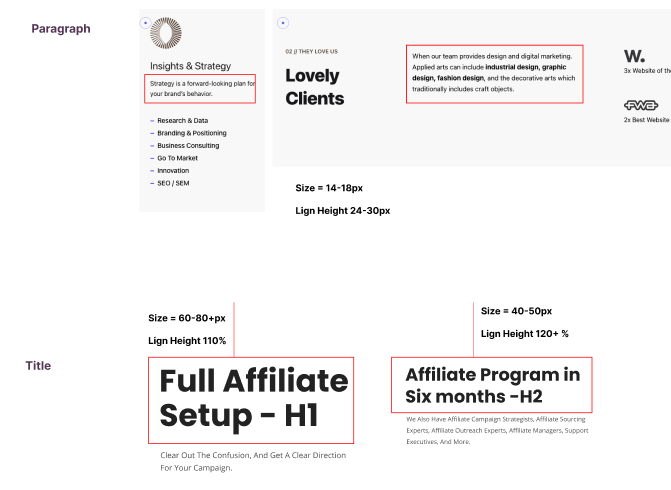 Paragraph
Insights & Strategy
Strategy is a forward-looking plan for
your brand's behavior.
– Research & Data
– Branding & Positioning
– Business Consulting
– Go To Market
– Innovation
– SEO / SEM
02 // THEY LOVE US
Lovely
Clients
When our team provides design and digital marketing.
Applied arts can include industrial design, graphic
design, fashion design, and the decorative arts which
traditionally includes craft objects.
W.
3x Website of the
FWA
2x Best Website
Size = 14-18px
Lign Height 24-30px
Title
Size = 60-80+px
Lign Height 110%
Full Affiliate
Setup - H1
Clear Out The Confusion, And Get A Clear Direction
For Your Campaign.
Size = 40-50px
Lign Height 120+ %
Affiliate Program in
Six months -H2
We Also Have Affiliate Campaign Strategists, Affiliate Sourcing
Experts, Affiliate Outreach Experts, Affiliate Managers, Support
Executives, And More.